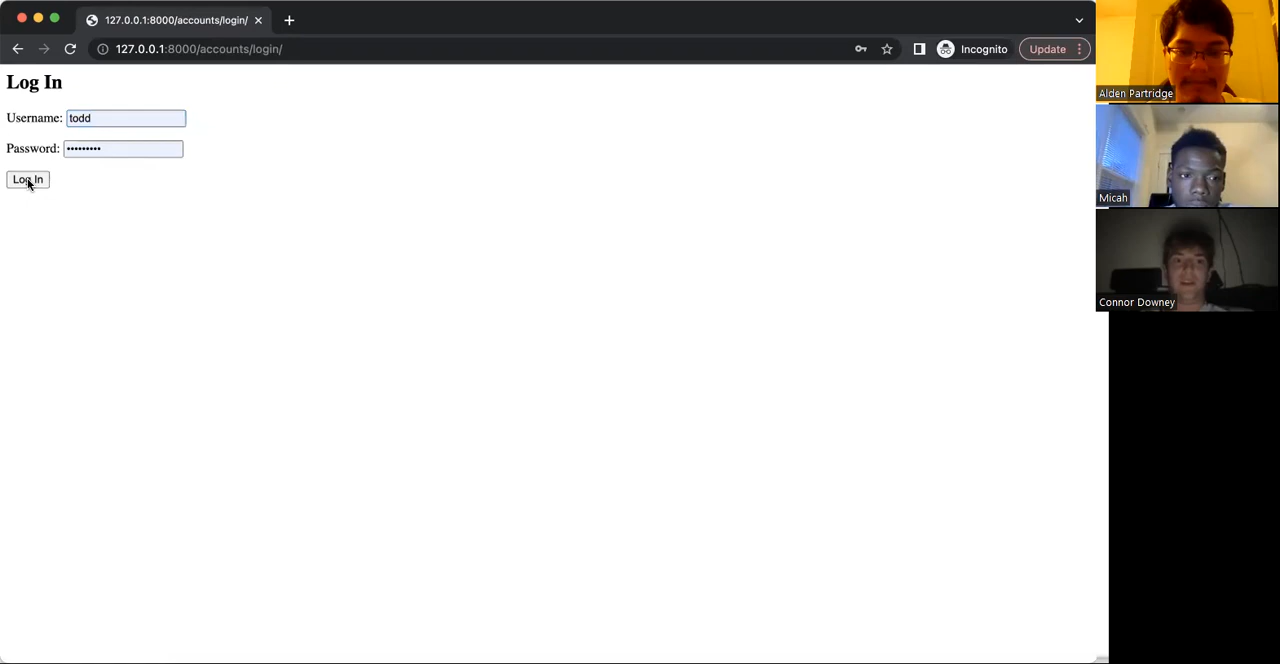 127.0.0.1:8000/accounts/login/
127.0.0.1:8000/accounts/login/
Incognito
Update
Log In
Username: todd
Password: •••••••••
Log In
Alden Partridge
Micah
Connor Downey